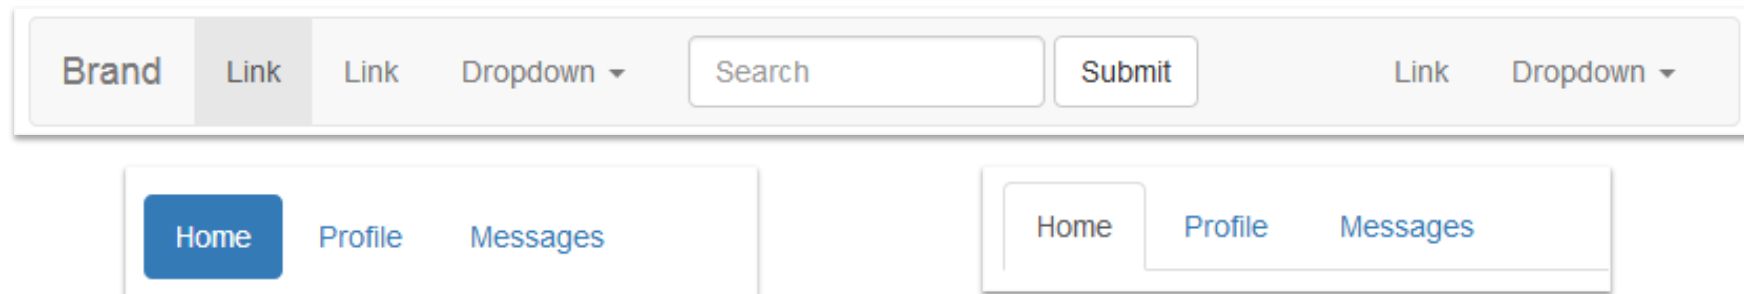 Brand Link Link Dropdown Search Submit Link Dropdown
Home Profile Messages
Home Profile Messages